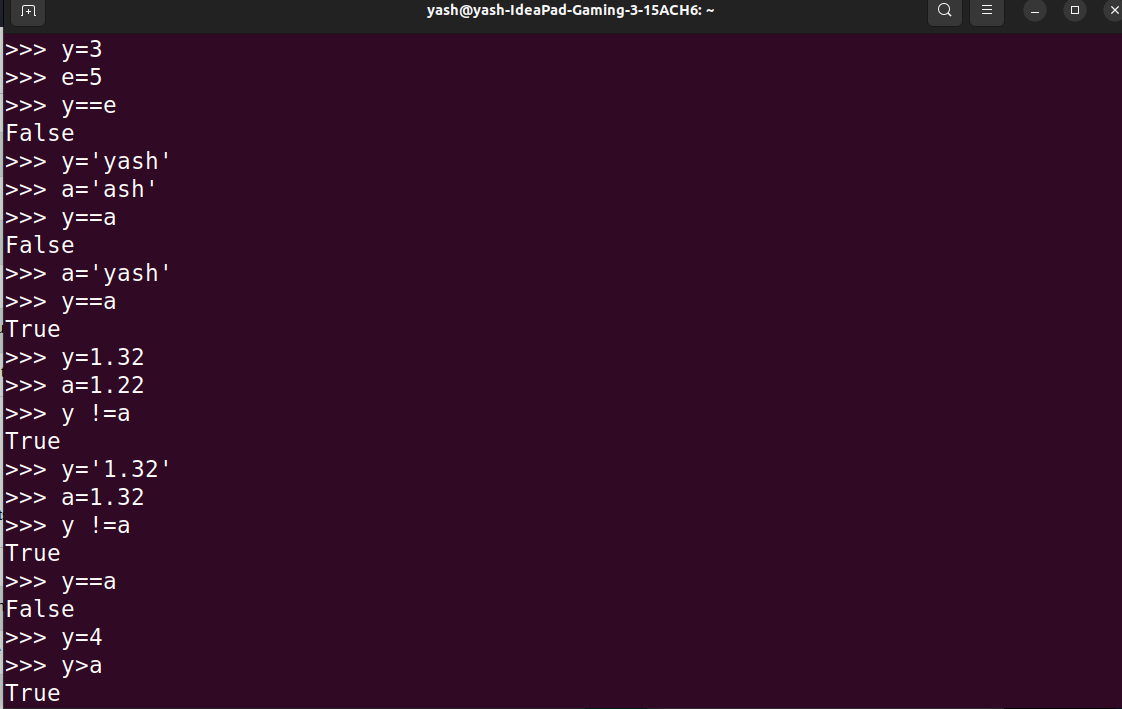 yash@yash-IdeaPad-Gaming-3-15ACH6: ~
>>> y=3
>>> e=5
>>> y==e
False
>>> y='yash'
>>> a='ash'
>>> y==a
False
>>> a='yash'
>>> y==a
True
>>> y=1.32
>>> a=1.22
>>> y !=a
True
>>> y='1.32'
>>> a=1.32
>>> y !=a
True
>>> y==a
False
>>> y=4
>>> y>a
True